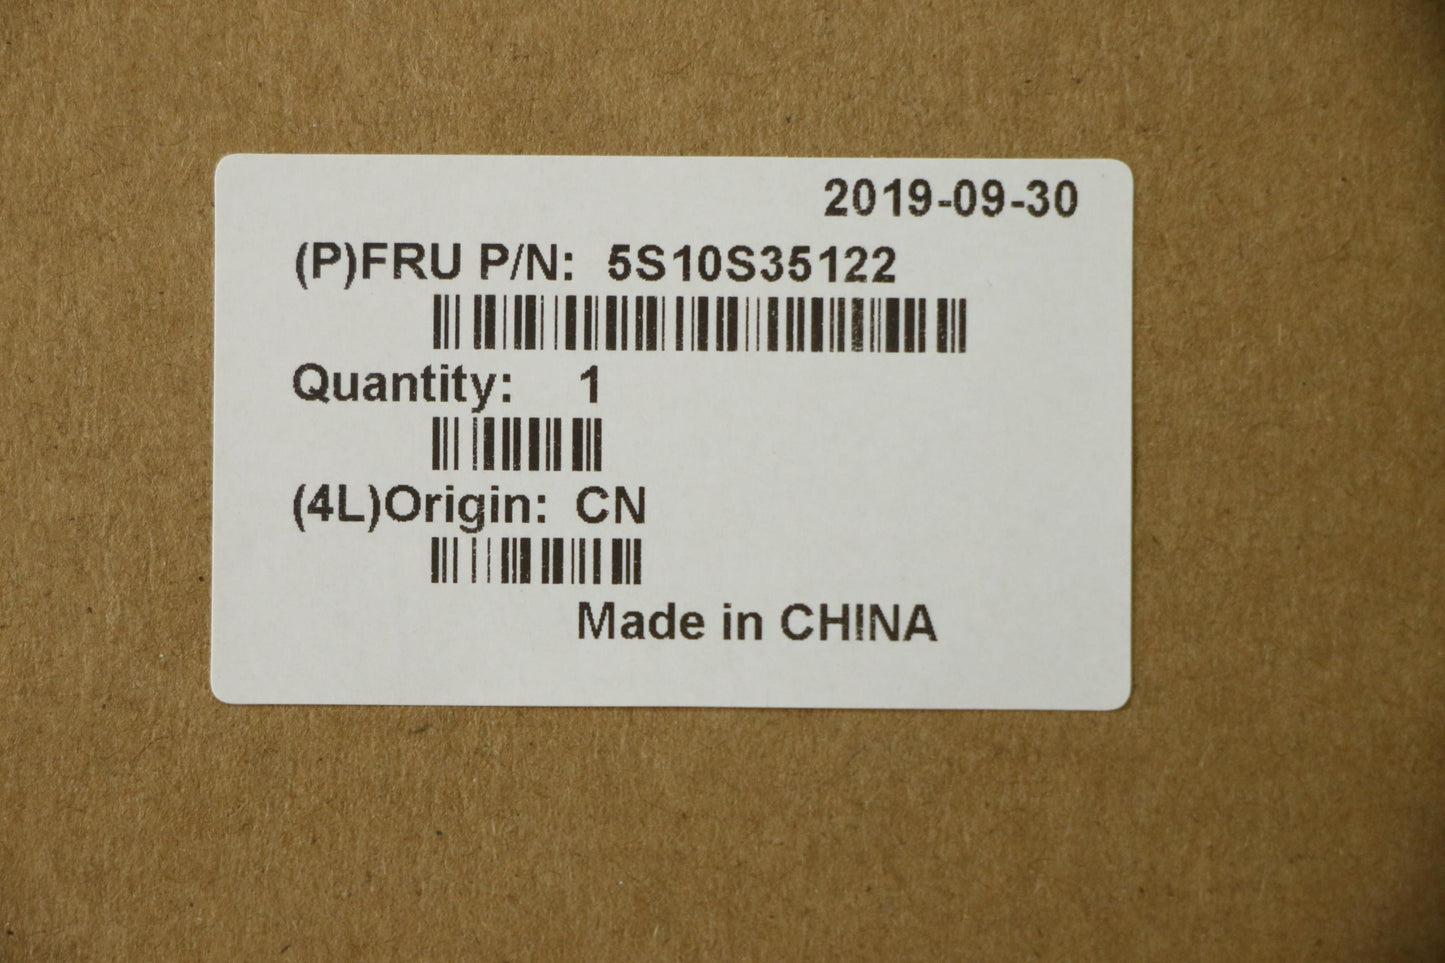 2019-09-30
(P)FRU P/N: 5S10S35122
Quantity: 1
(4L)Origin: CN
Made in CHINA